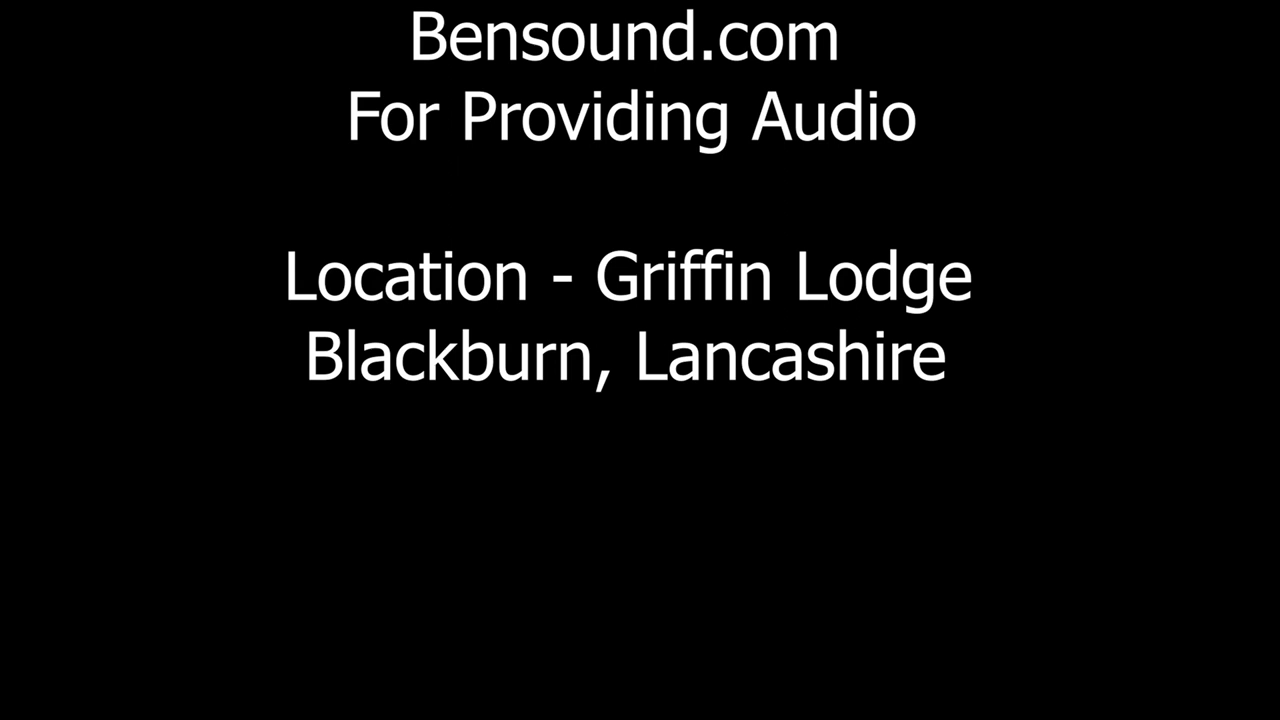 Bensound.com
For Providing Audio
Location - Griffin Lodge
Blackburn, Lancashire